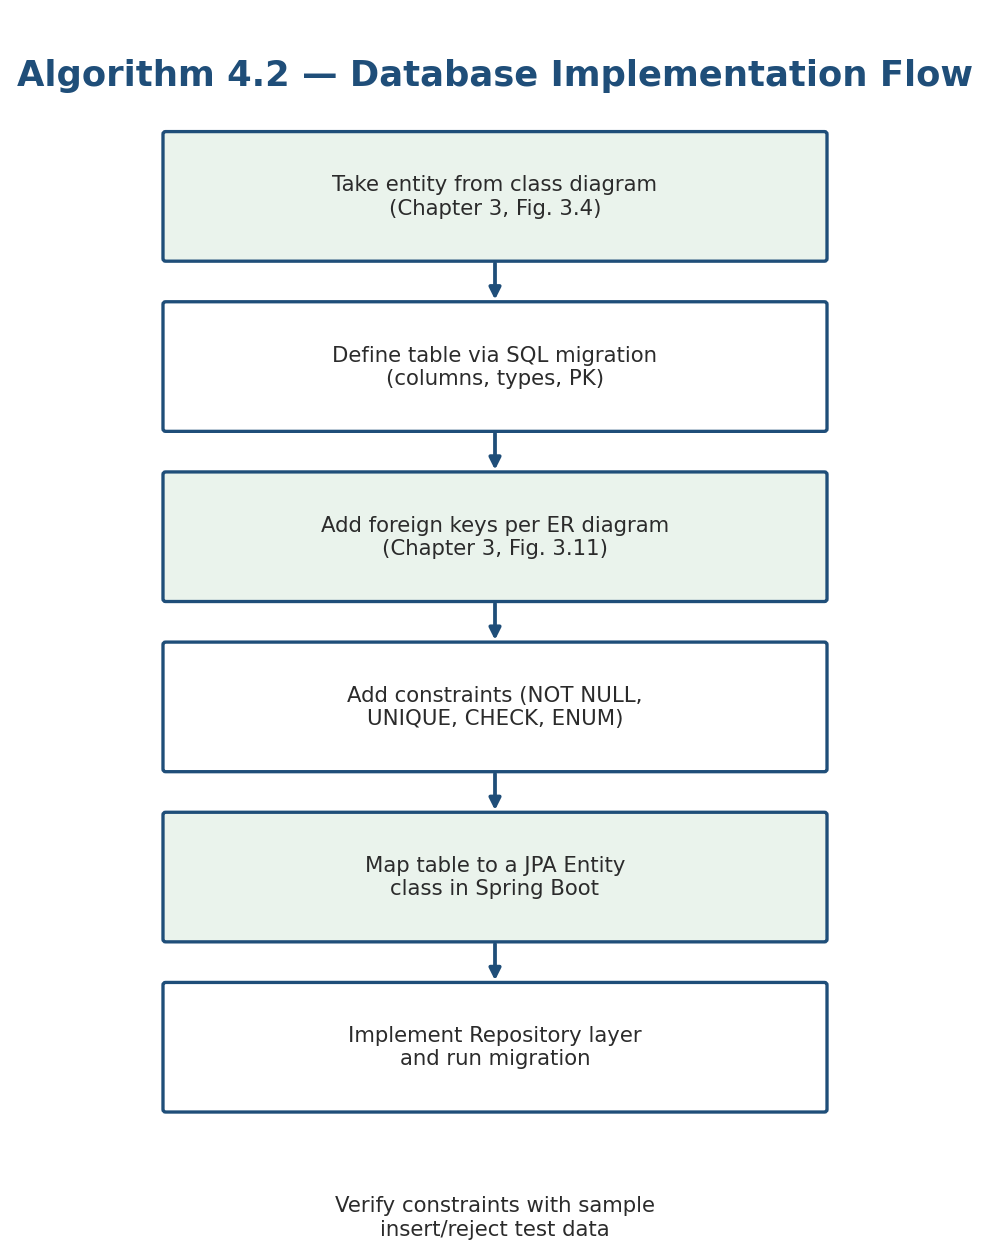 Algorithm 4.2 — Database Implementation Flow
Take entity from class diagram
(Chapter 3, Fig. 3.4)
Define table via SQL migration
(columns, types, PK)
Add foreign keys per ER diagram
(Chapter 3, Fig. 3.11)
Add constraints (NOT NULL,
UNIQUE, CHECK, ENUM)
Map table to a JPA Entity
class in Spring Boot
Implement Repository layer
and run migration
Verify constraints with sample
insert/reject test data